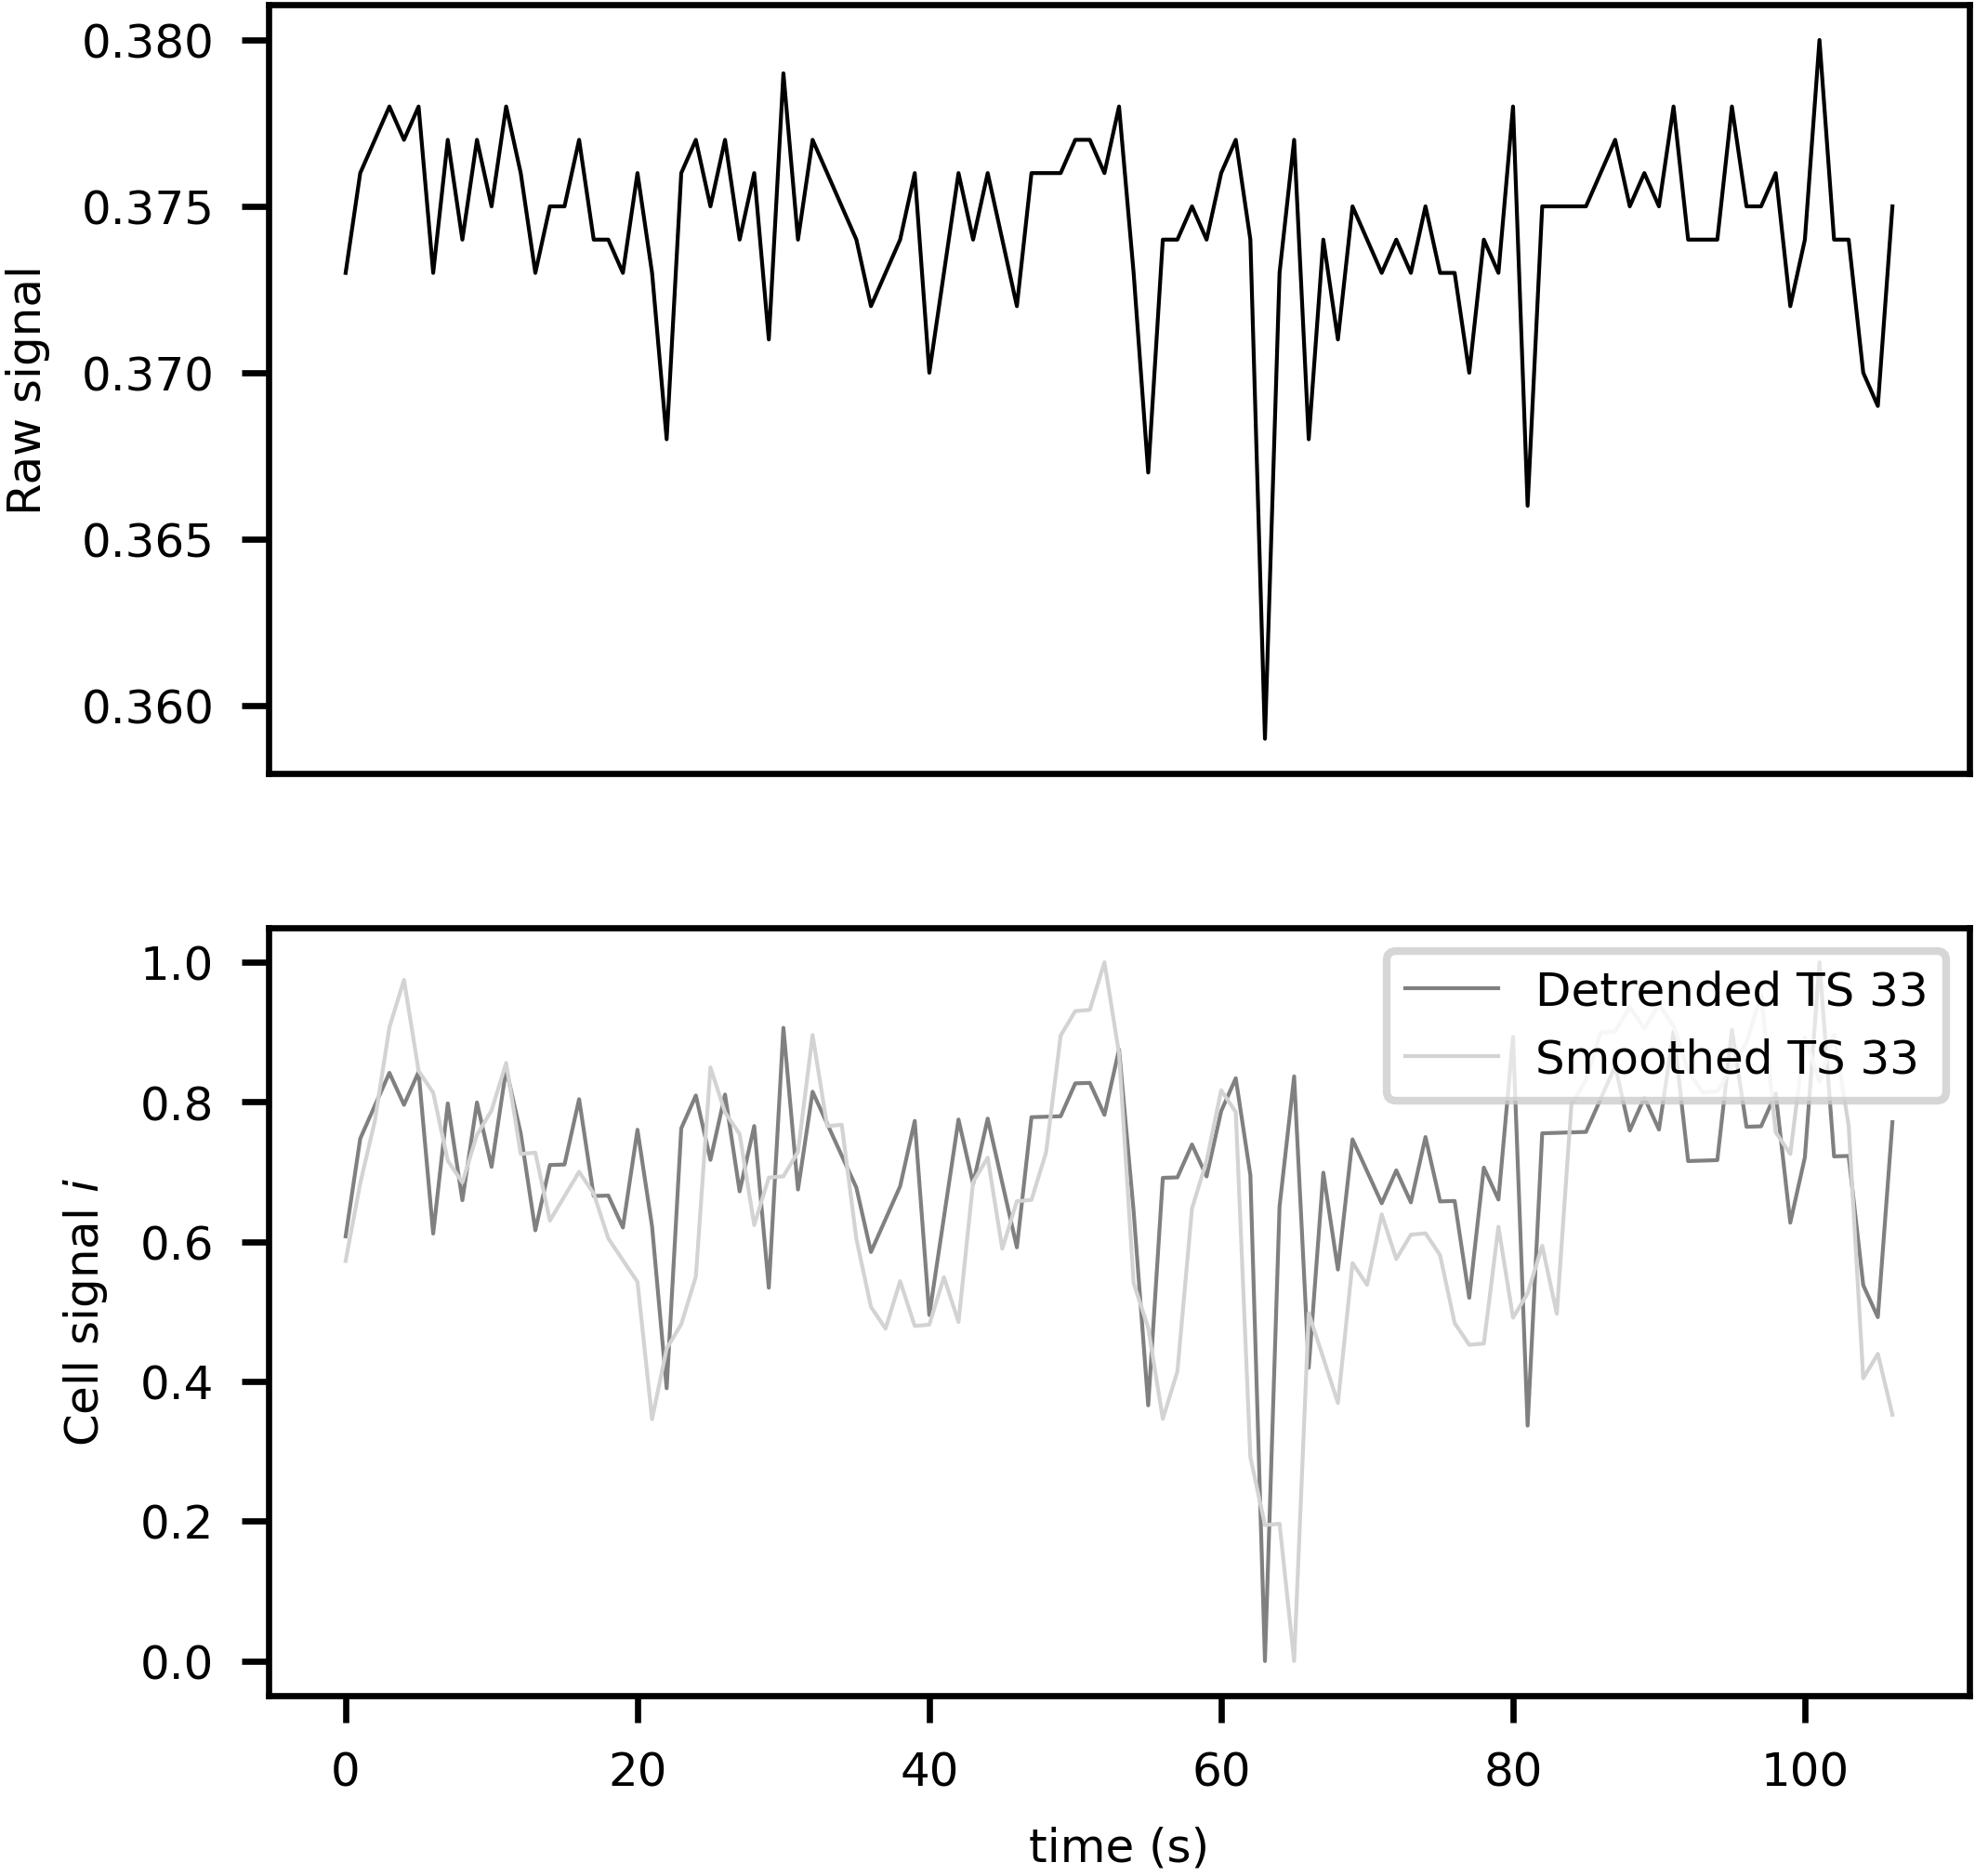 0.380
0.375
0.370
0.365
0.360
Raw signal
1.0
0.8
0.6
0.4
0.2
0.0
Cell signal i
Detrended TS 33
Smoothed TS 33
0 20 40 60 80 100
time (s)